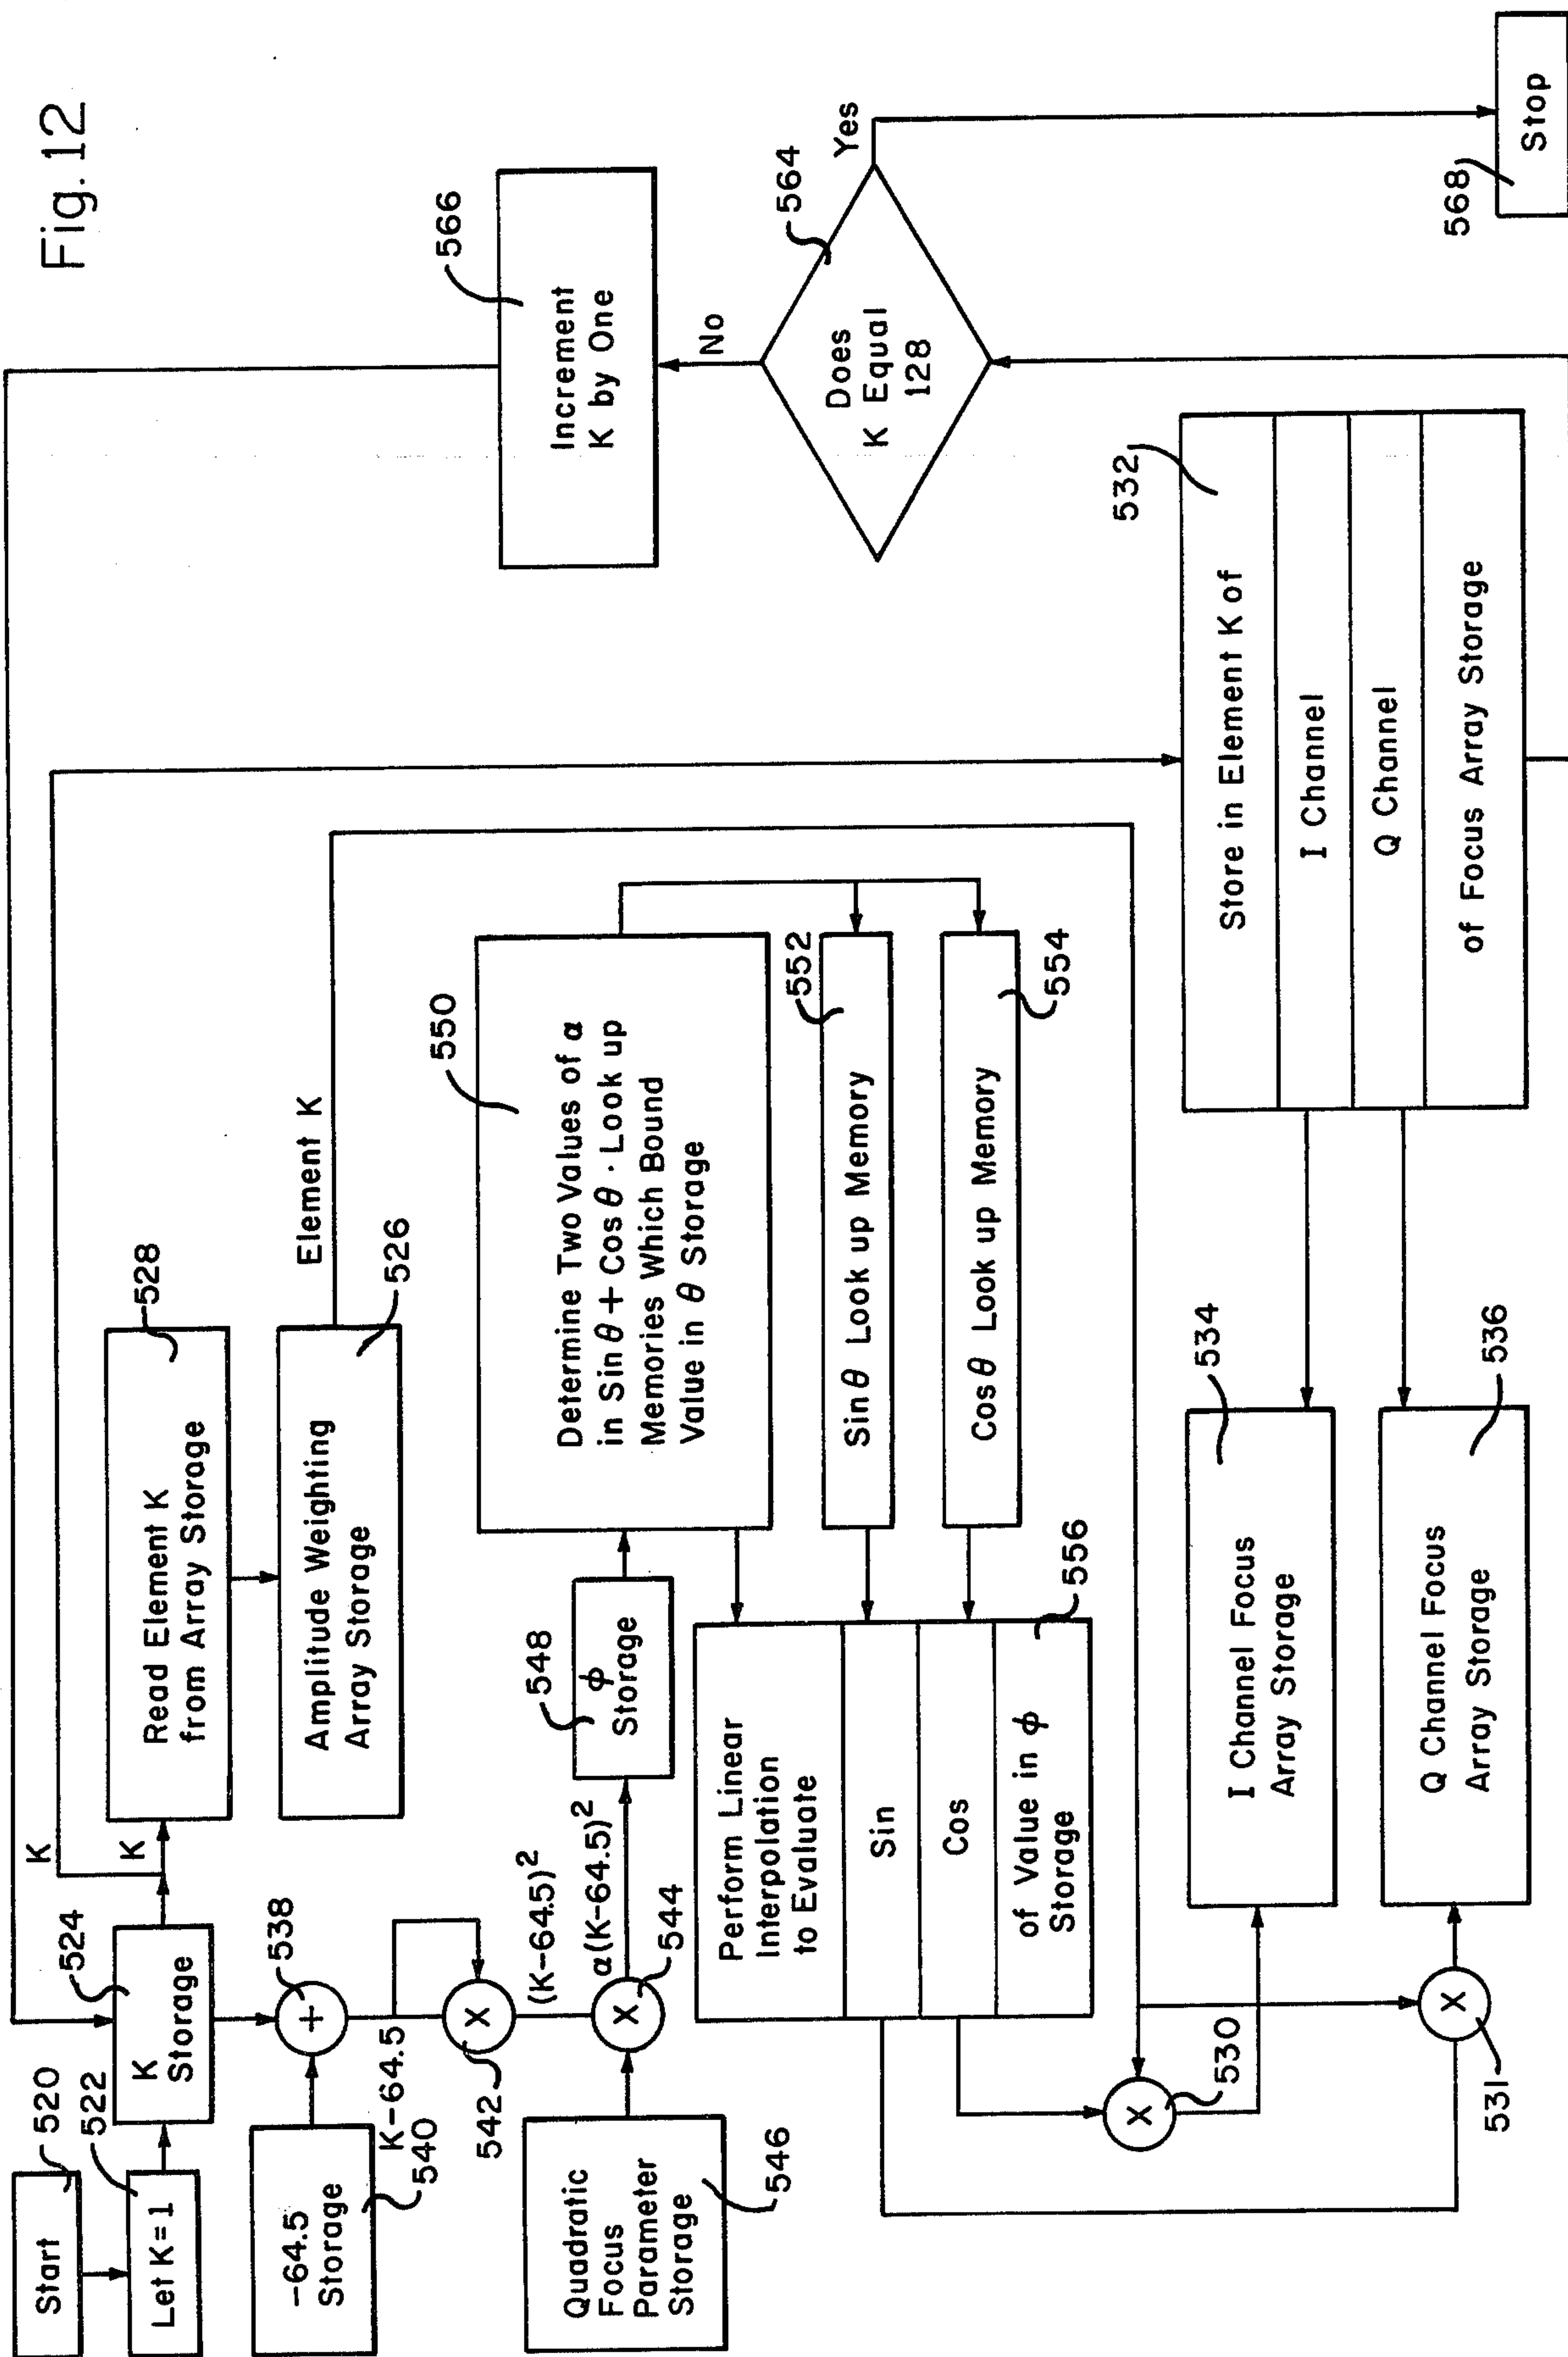 Fig. 12
Start
520
Let K = 1
522
K
Storage
524
K
K
Read Element K
from Array Storage
528
Amplitude Weighting
Array Storage
526
Element K
-64.5
Storage
540
+
538
K-64.5
X
542
(K-64.5)²
Quadratic
Focus
Parameter
Storage
546
X
544
α(K-64.5)²
ϕ
Storage
548
Determine Two Values of α
in Sin θ + Cos θ · Look up
Memories Which Bound
Value in θ Storage
550
Sin θ Look up Memory
552
Cos θ Look up Memory
554
Perform Linear
Interpolation
to Evaluate
Sin
Cos
of Value in ϕ
Storage
556
X
530
X
531
I Channel Focus
Array Storage
534
Q Channel Focus
Array Storage
536
Store in Element K of
I Channel
Q Channel
of Focus Array Storage
532
Does
K Equal
128
564
No
Yes
Increment
K by One
566
Stop
568